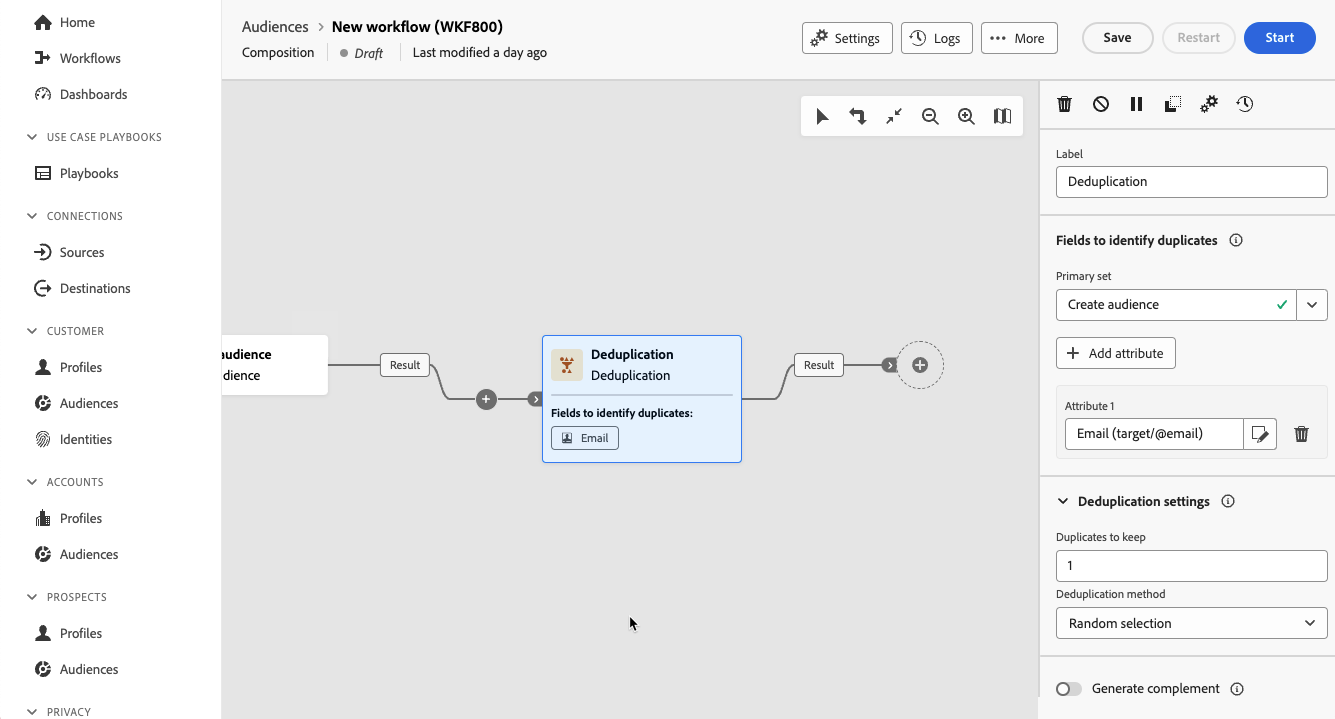 Home
Workflows
Dashboards
USE CASE PLAYBOOKS
Playbooks
CONNECTIONS
Sources
Destinations
CUSTOMER
Profiles
Audiences
Identities
ACCOUNTS
Profiles
Audiences
PROSPECTS
Profiles
Audiences
PRIVACY
Audiences > New workflow (WKF800)
Composition Draft Last modified a day ago
Settings Logs More Save Restart Start
audience
dience
Result
Deduplication
Deduplication
Fields to identify duplicates:
Email
Result
Label
Deduplication
Fields to identify duplicates
Primary set
Create audience
Add attribute
Attribute 1
Email (target/@email)
Deduplication settings
Duplicates to keep
1
Deduplication method
Random selection
Generate complement